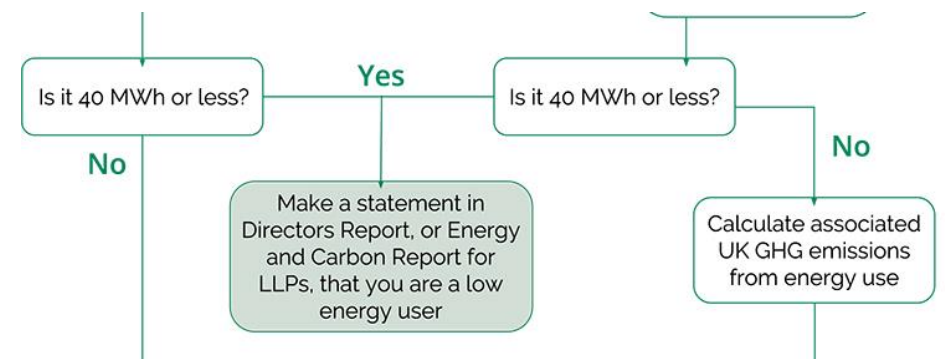 Is it 40 MWh or less?
Yes
Is it 40 MWh or less?
No
No
Make a statement in
Directors Report, or Energy
and Carbon Report for
LLPs, that you are a low
energy user
Calculate associated
UK GHG emissions
from energy use